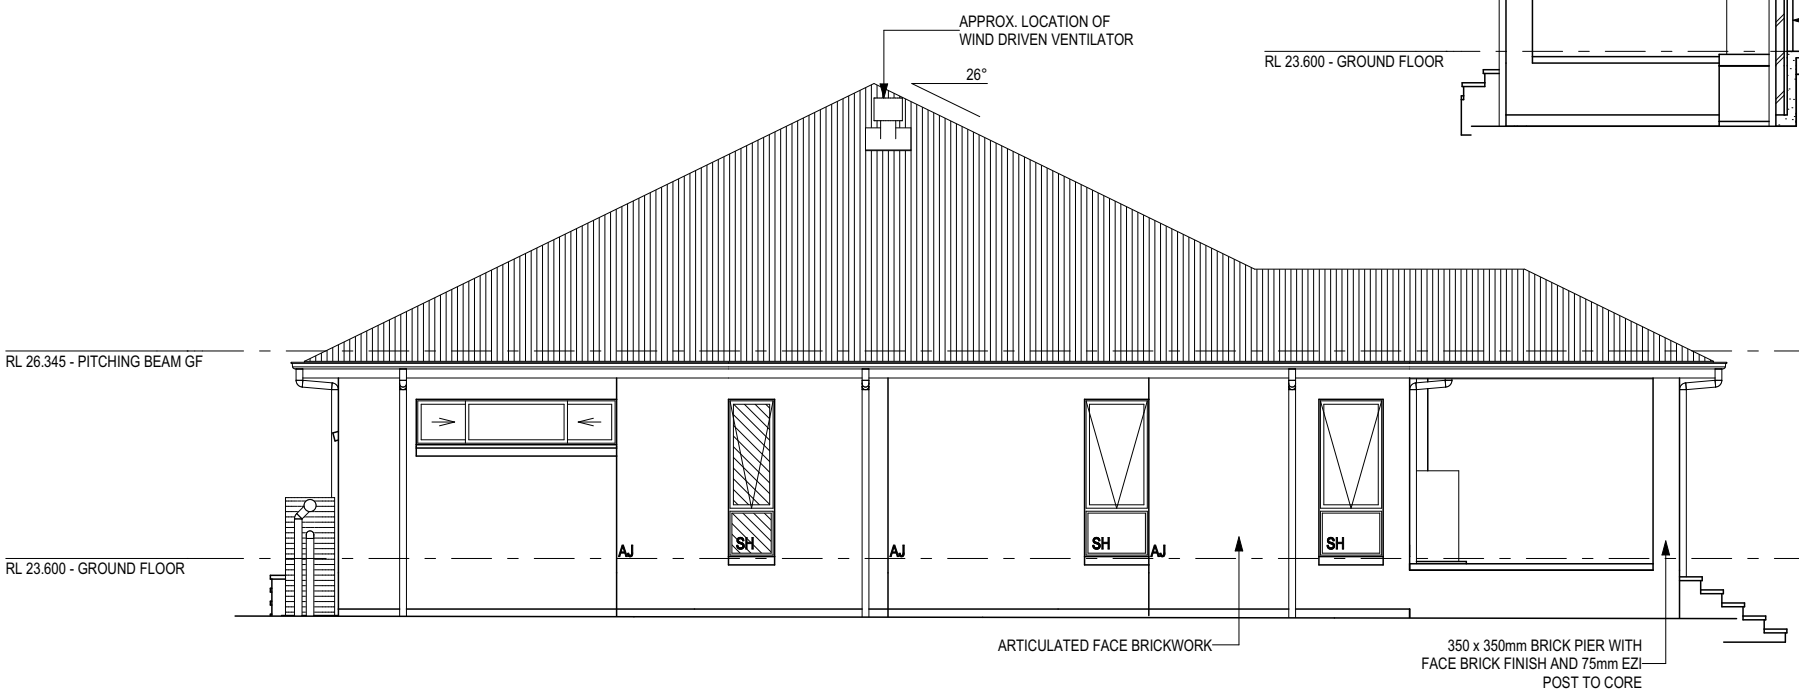 APPROX. LOCATION OF
WIND DRIVEN VENTILATOR
26°
RL 23.600 - GROUND FLOOR
RL 26.345 - PITCHING BEAM GF
SH
SH
SH
AJ
AJ
AJ
RL 23.600 - GROUND FLOOR
ARTICULATED FACE BRICKWORK
350 x 350mm BRICK PIER WITH
FACE BRICK FINISH AND 75mm EZI
POST TO CORE